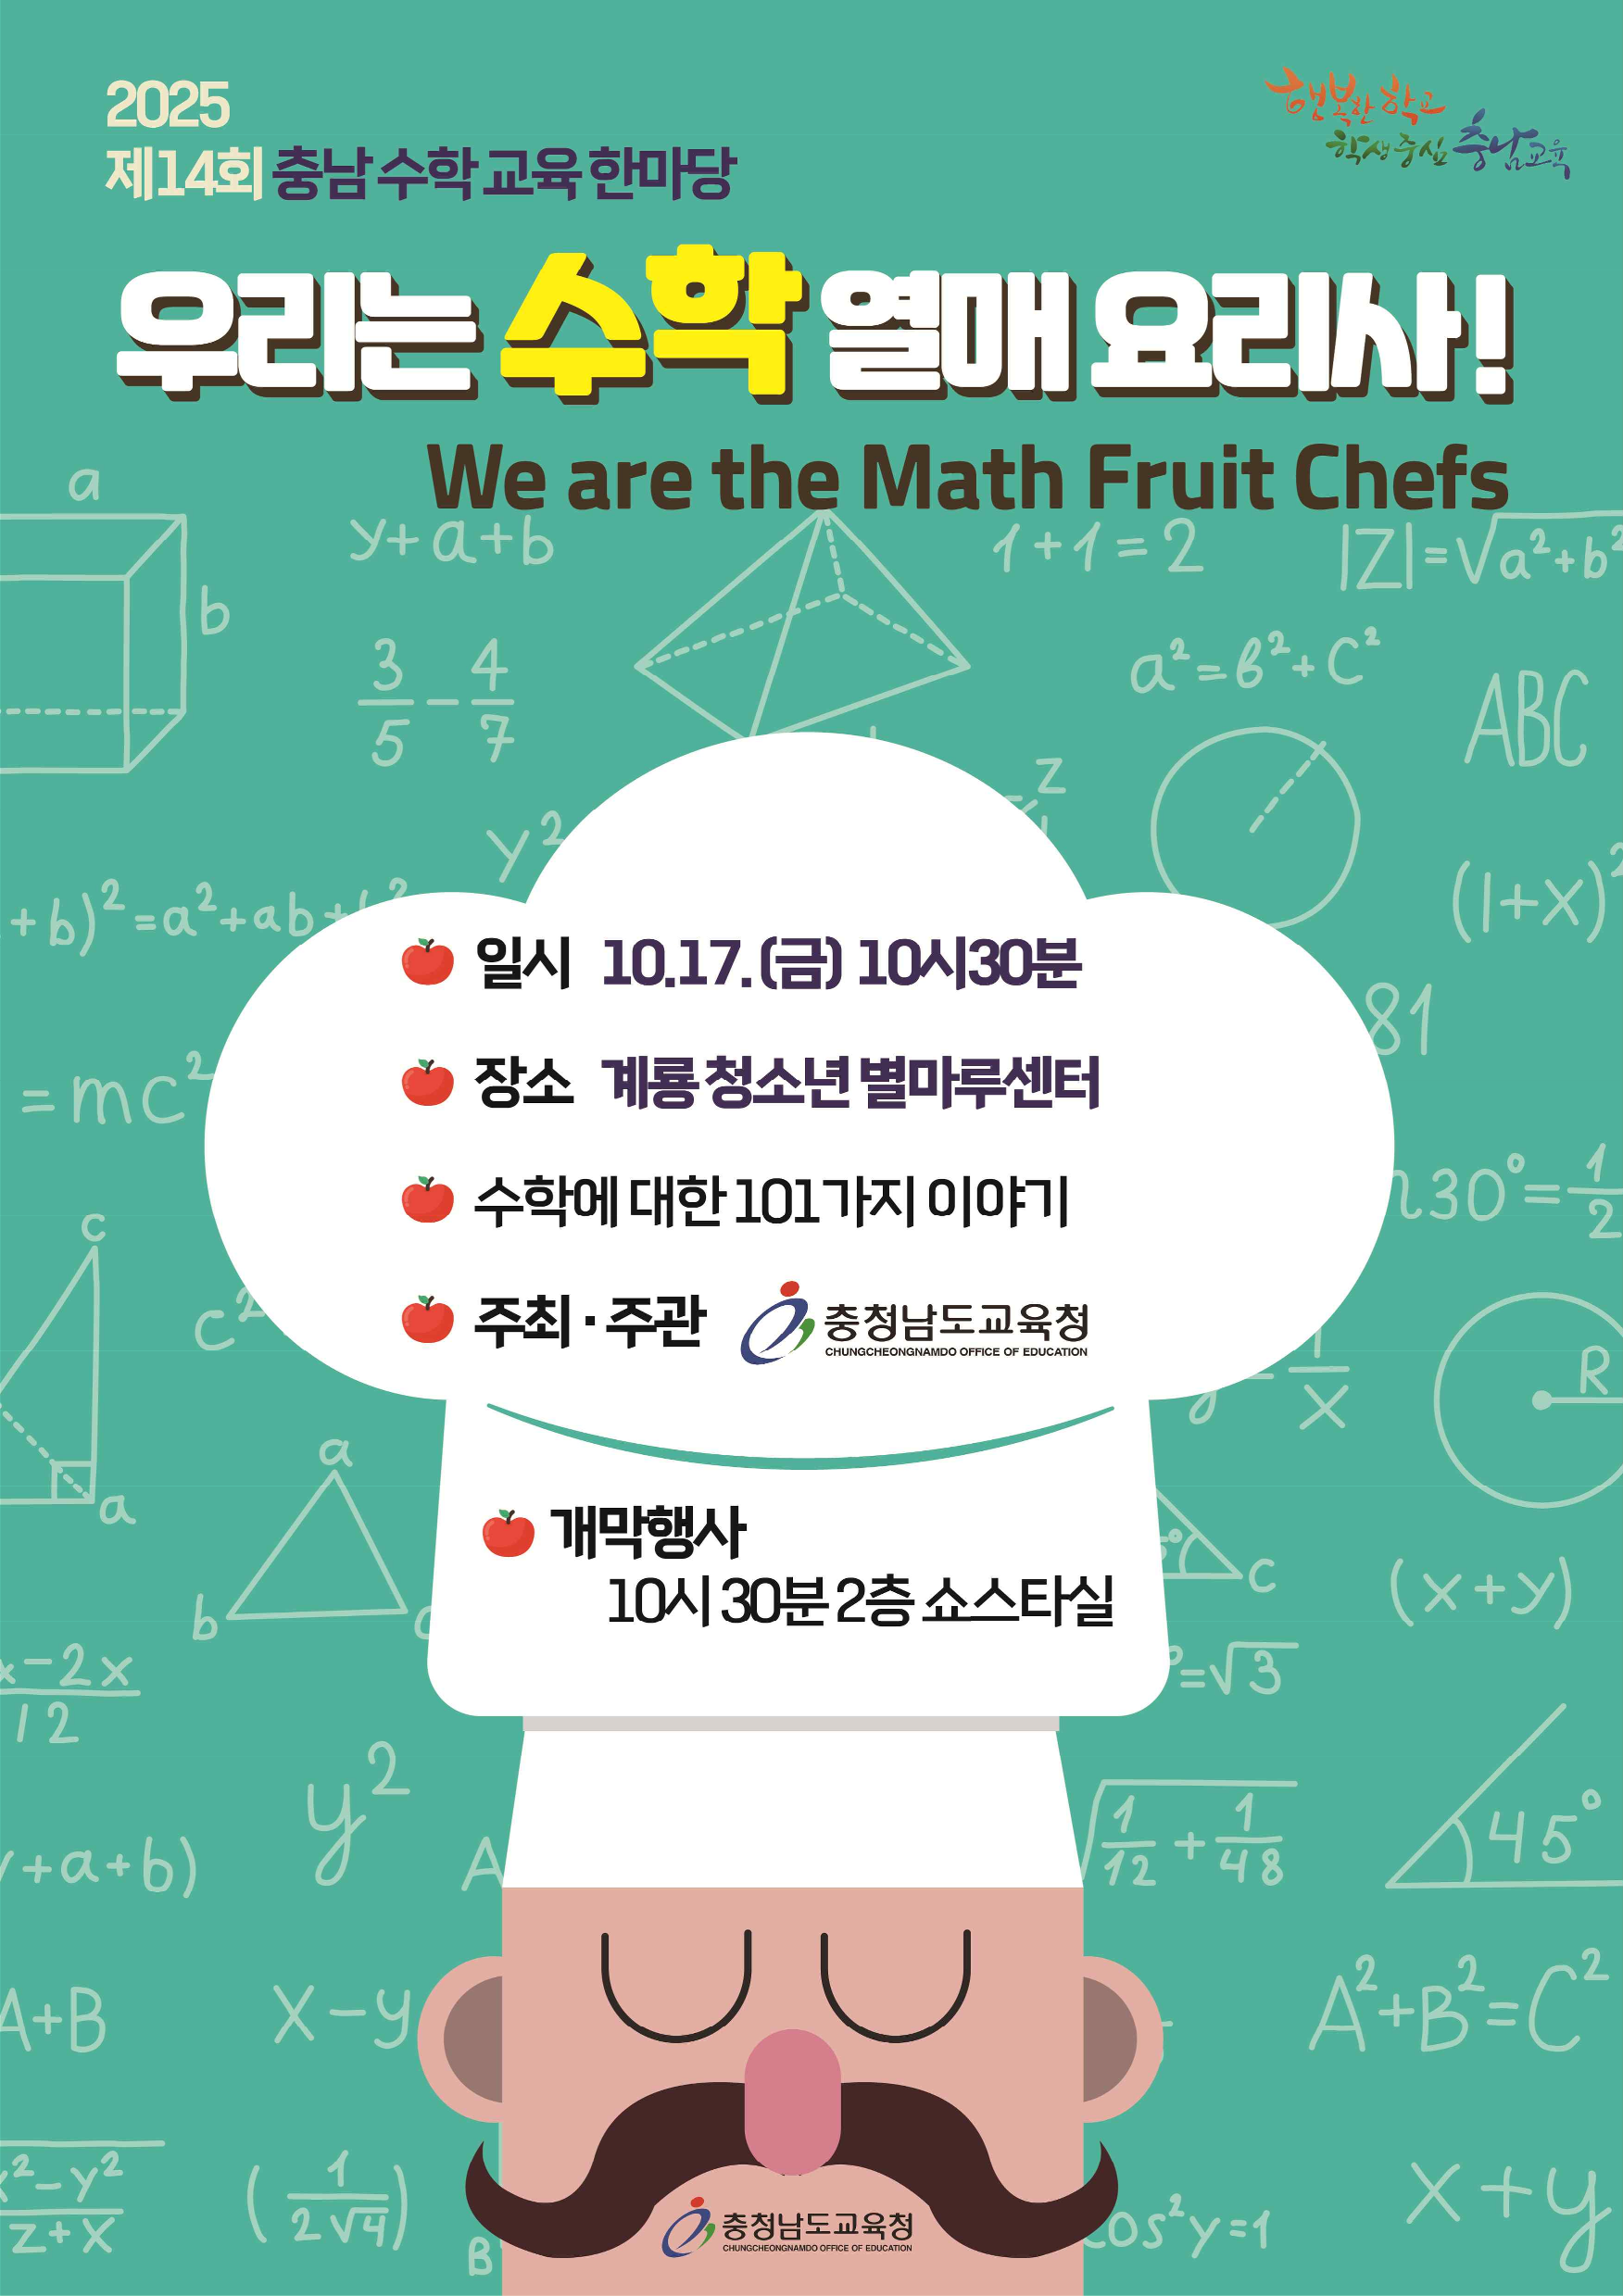 2025
행복한 학교
학생중심 충남교육
제14회 충남 수학 교육 한마당
우리는 수학 열매 요리사!
We are the Math Fruit Chefs
a
y+a+b
1+1=2
|Z|=√a²+b²
b
3/5 - 4/7
a²=b²+c²
ABC
z
y²
+b)²=a²+ab+
(1+x)²
일시 10.17.(금) 10시30분
81
장소 계룡 청소년 별마루센터
=mc²
수학에 대한 101가지 이야기
30°=1/2
c
c²
주최·주관 충청남도교육청
CHUNGCHEONGNAMDO OFFICE OF EDUCATION
1/x
R
a
a
개막행사
10시 30분 2층 쇼스타실
b
c
(x+y)
x-2x/12
=√3
y²
+a+b)
A
√1/12+1/48
45°
A+B
X-y
A²+B²=C²
x²-y²/z+x
(1/2√4)
X+y
충청남도교육청
CHUNGCHEONGNAMDO OFFICE OF EDUCATION
B
os²y=1